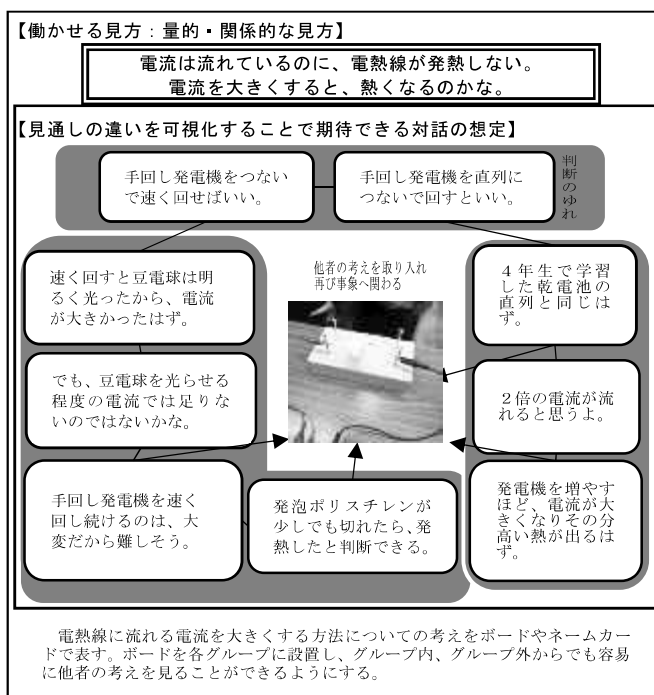 【働かせる見方：量的・関係的な見方】
電流は流れているのに、電熱線が発熱しない。
電流を大きくすると、熱くなるのかな。
【見通しの違いを可視化することで期待できる対話の想定】
手回し発電機をつない
で速く回せばいい。
手回し発電機を直列に
つないで回すといい。
判断のゆれ
速く回すと豆電球は明
るく光ったから、電流
が大きかったはず。
他者の考えを取り入れ
再び事象へ関わる
４年生で学習
した乾電池の
直列と同じは
ず。
でも、豆電球を光らせる
程度の電流では足りな
いのではないかな。
２倍の電流が流
れると思うよ。
手回し発電機を速く
回し続けるのは、大
変だから難しそう。
発泡ポリスチレンが
少しでも切れたら、発
熱したと判断できる。
発電機を増やす
ほど、電流が大
きくなりその分
高い熱が出るは
ず。
電熱線に流れる電流を大きくする方法についての考えをボードやネームカー
ドで表す。ボードを各グループに設置し、グループ内、グループ外からでも容易
に他者の考えを見ることができるようにする。